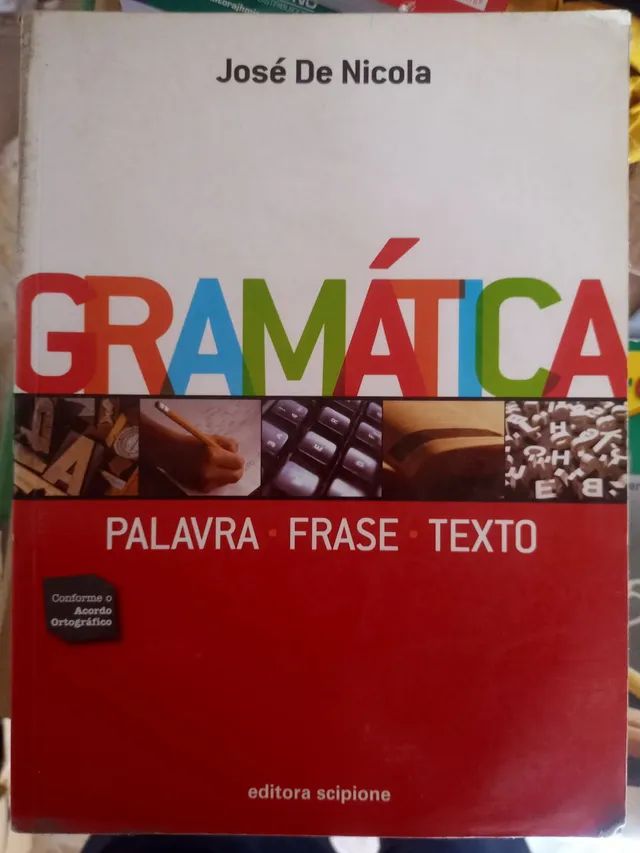 José De Nicola
GRAMÁTICA
PALAVRA · FRASE · TEXTO
Conforme o
Acordo
Ortográfico
editora scipione